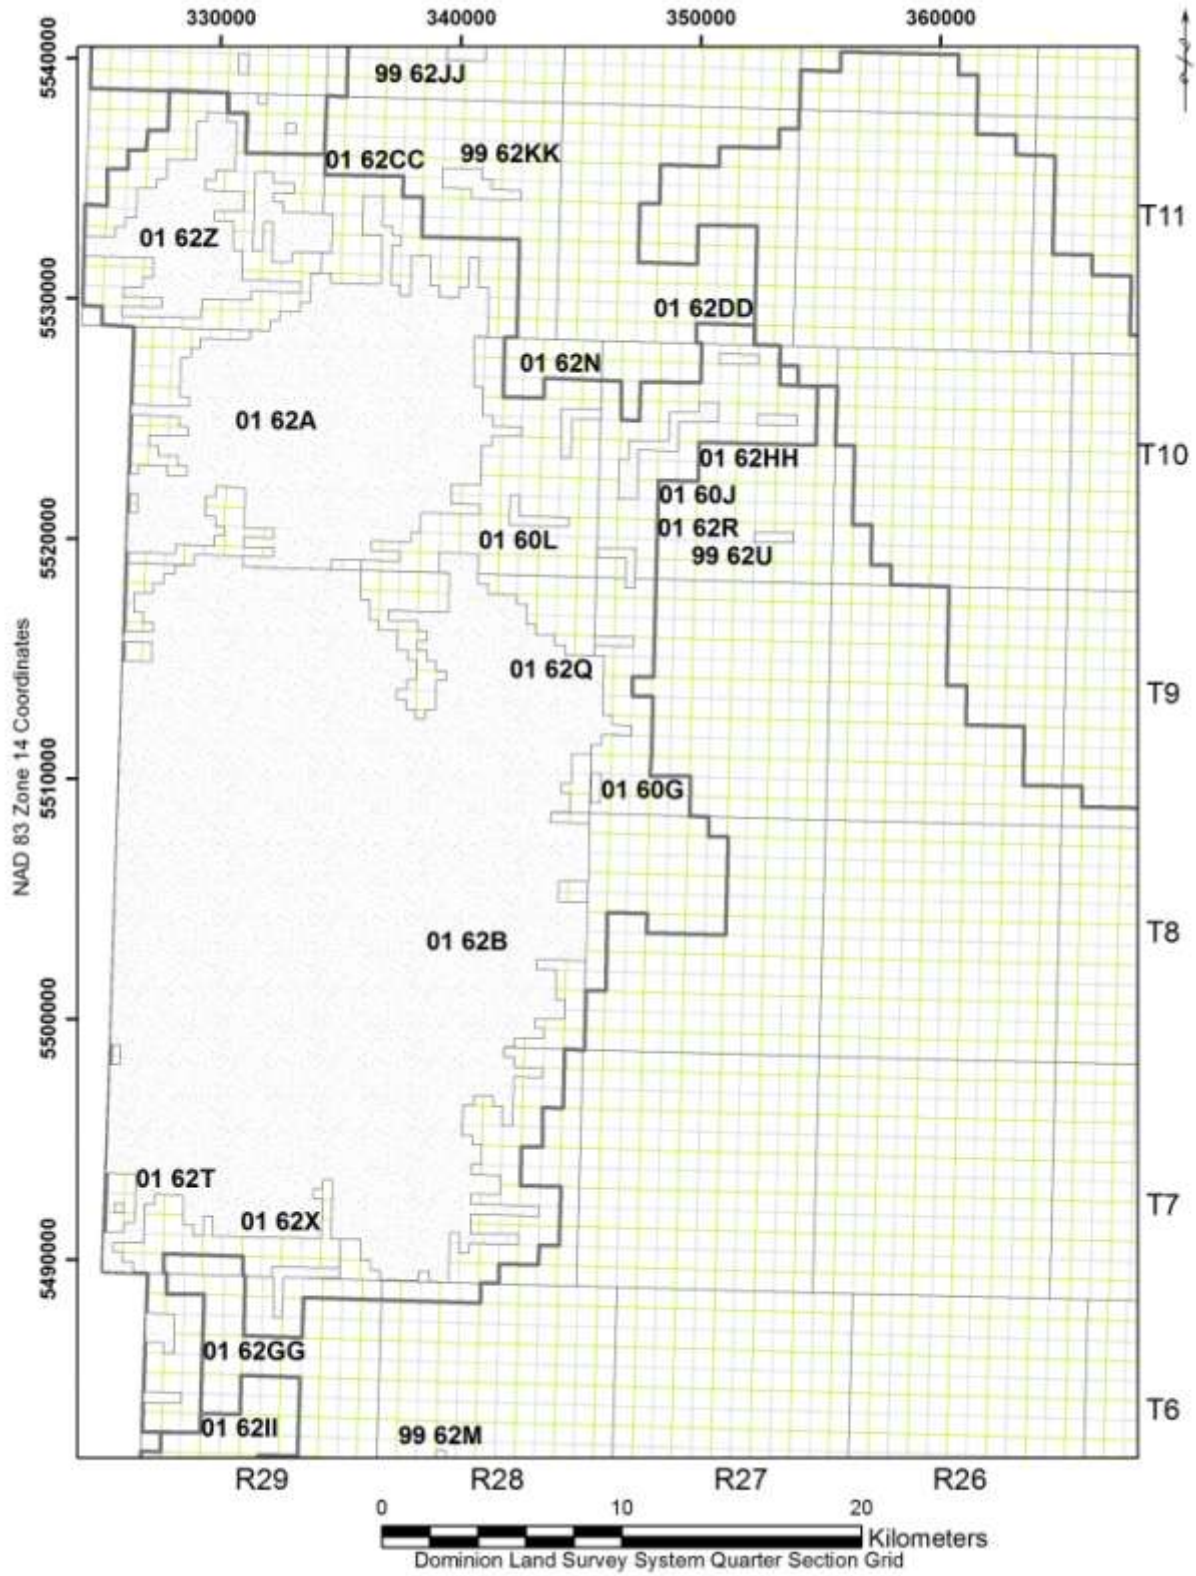 330000 340000 350000 360000
5540000
99 62JJ
01 62CC
99 62KK
T11
01 62Z
5530000
01 62DD
01 62N
01 62A
T10
01 62HH
01 60J
01 62R
5520000
01 60L
99 62U
NAD 83 Zone 14 Coordinates
01 62Q
T9
5510000
01 60G
T8
01 62B
5500000
01 62T
T7
01 62X
5490000
01 62GG
T6
01 62II
99 62M
R29 R28 R27 R26
0 10 20
Kilometers
Dominion Land Survey System Quarter Section Grid